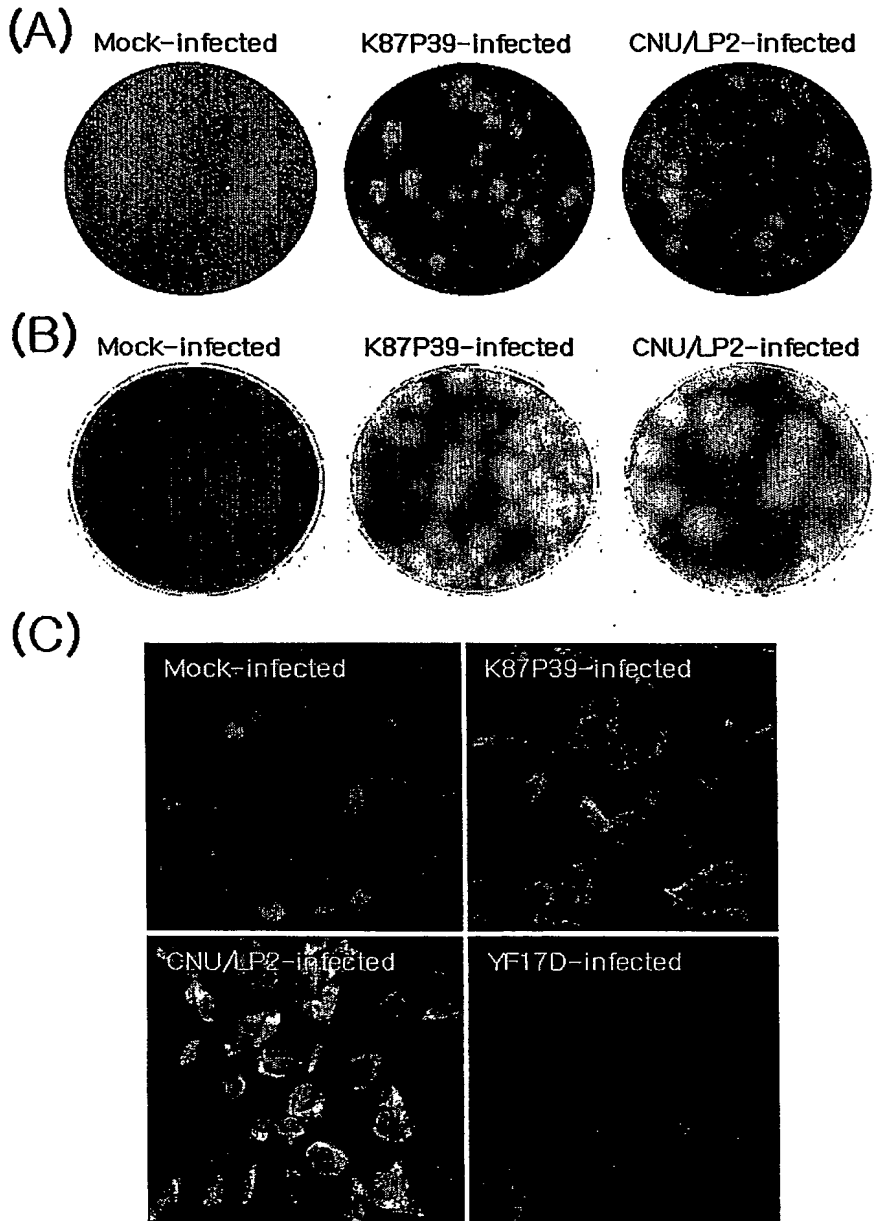 (A)
Mock-infected K87P39-infected CNU/LP2-infected
(B)
Mock-infected K87P39-infected CNU/LP2-infected
(C)
Mock-infected K87P39-infected
CNU/LP2-infected YF17D-infected